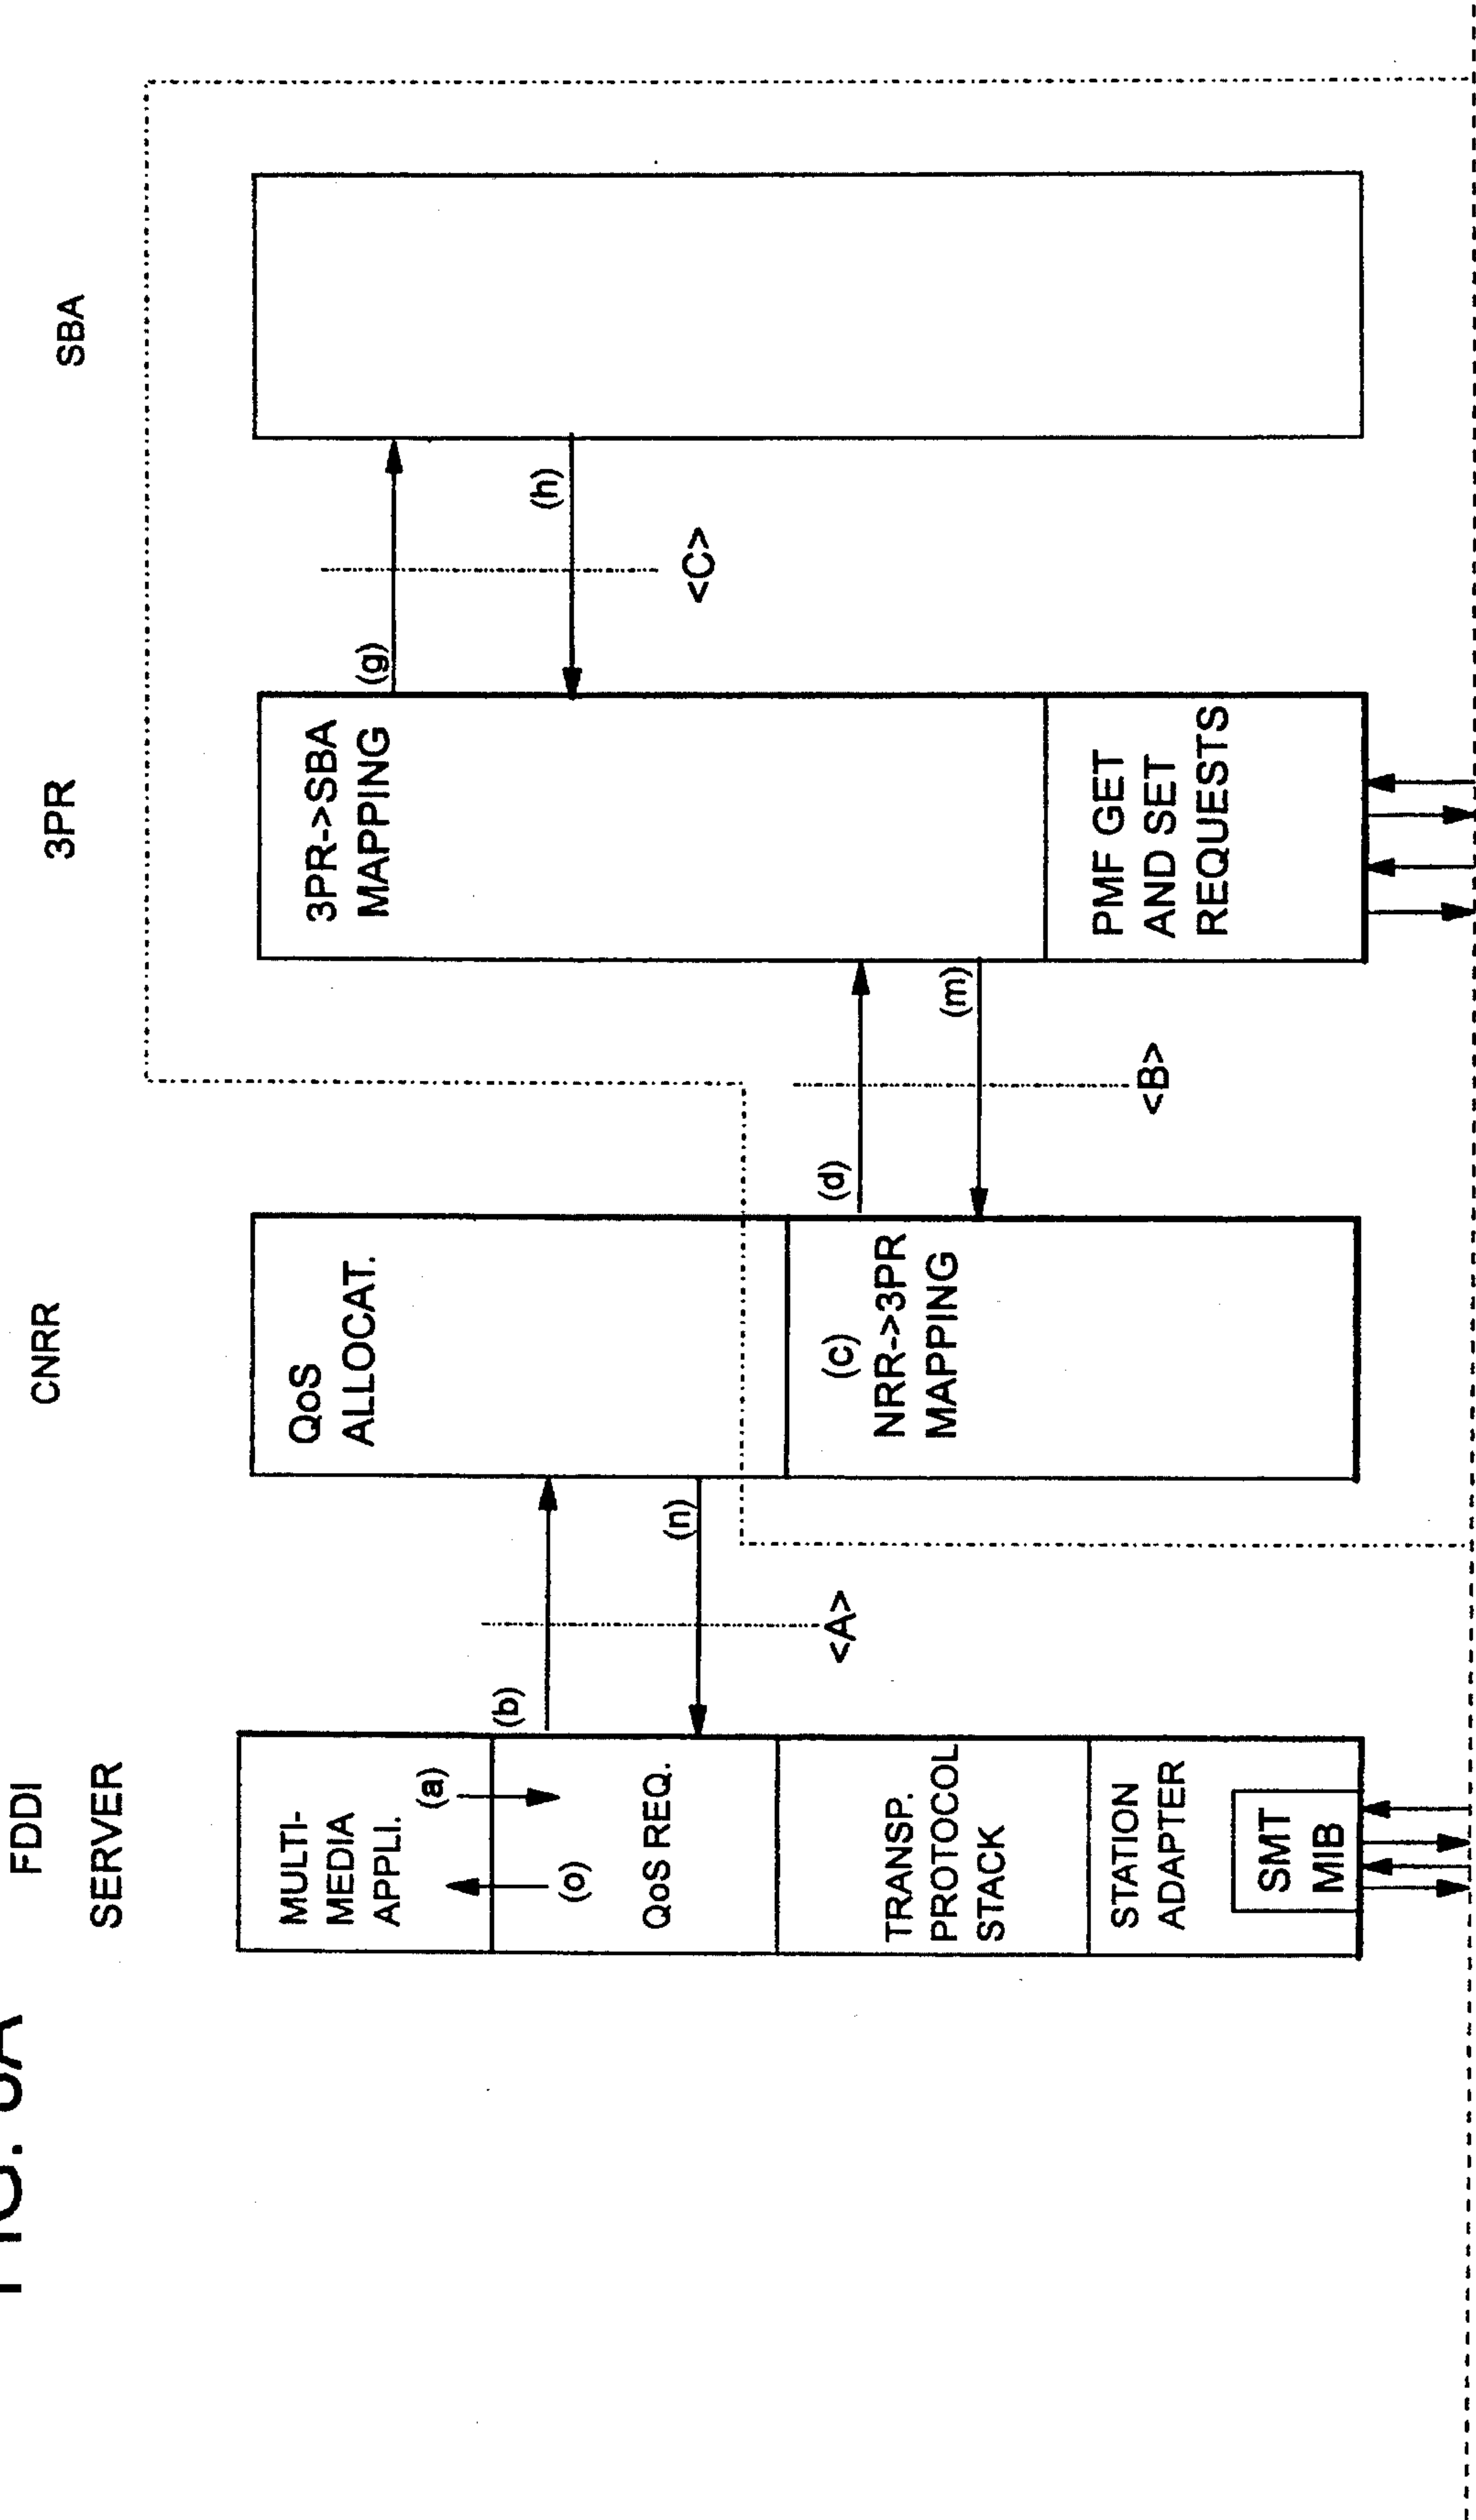 FDDI
SERVER
CNRR
3PR
SBA
MULTI-
MEDIA
APPLI.
(a)
(o)
QoS REQ.
TRANSP.
PROTOCOL
STACK
STATION
ADAPTER
SMT
MIB
(b)
(n)
<A>
QoS
ALLOCAT.
(c)
NRR->3PR
MAPPING
(d)
(m)
<B>
3PR->SBA
MAPPING
PMF GET
AND SET
REQUESTS
(g)
(h)
<C>